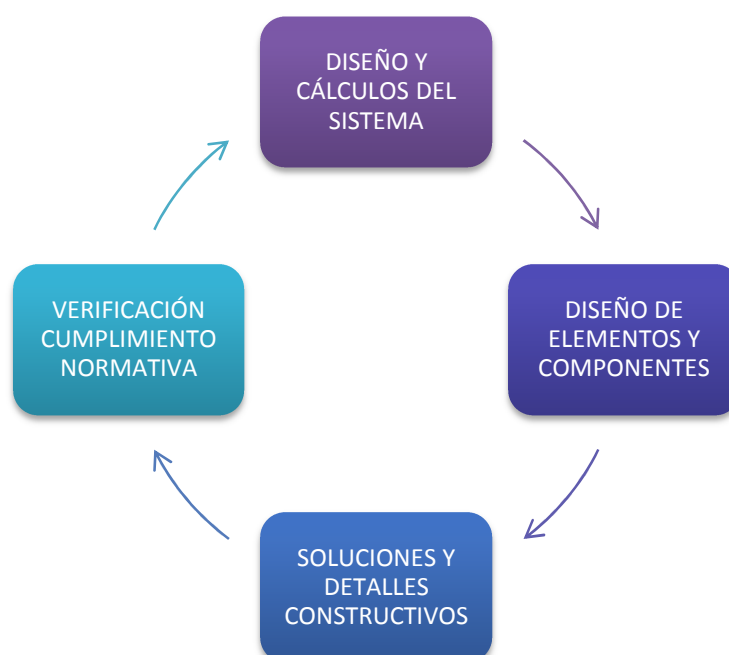 DISEÑO Y
CÁLCULOS DEL
SISTEMA
DISEÑO DE
ELEMENTOS Y
COMPONENTES
SOLUCIONES Y
DETALLES
CONSTRUCTIVOS
VERIFICACIÓN
CUMPLIMIENTO
NORMATIVA